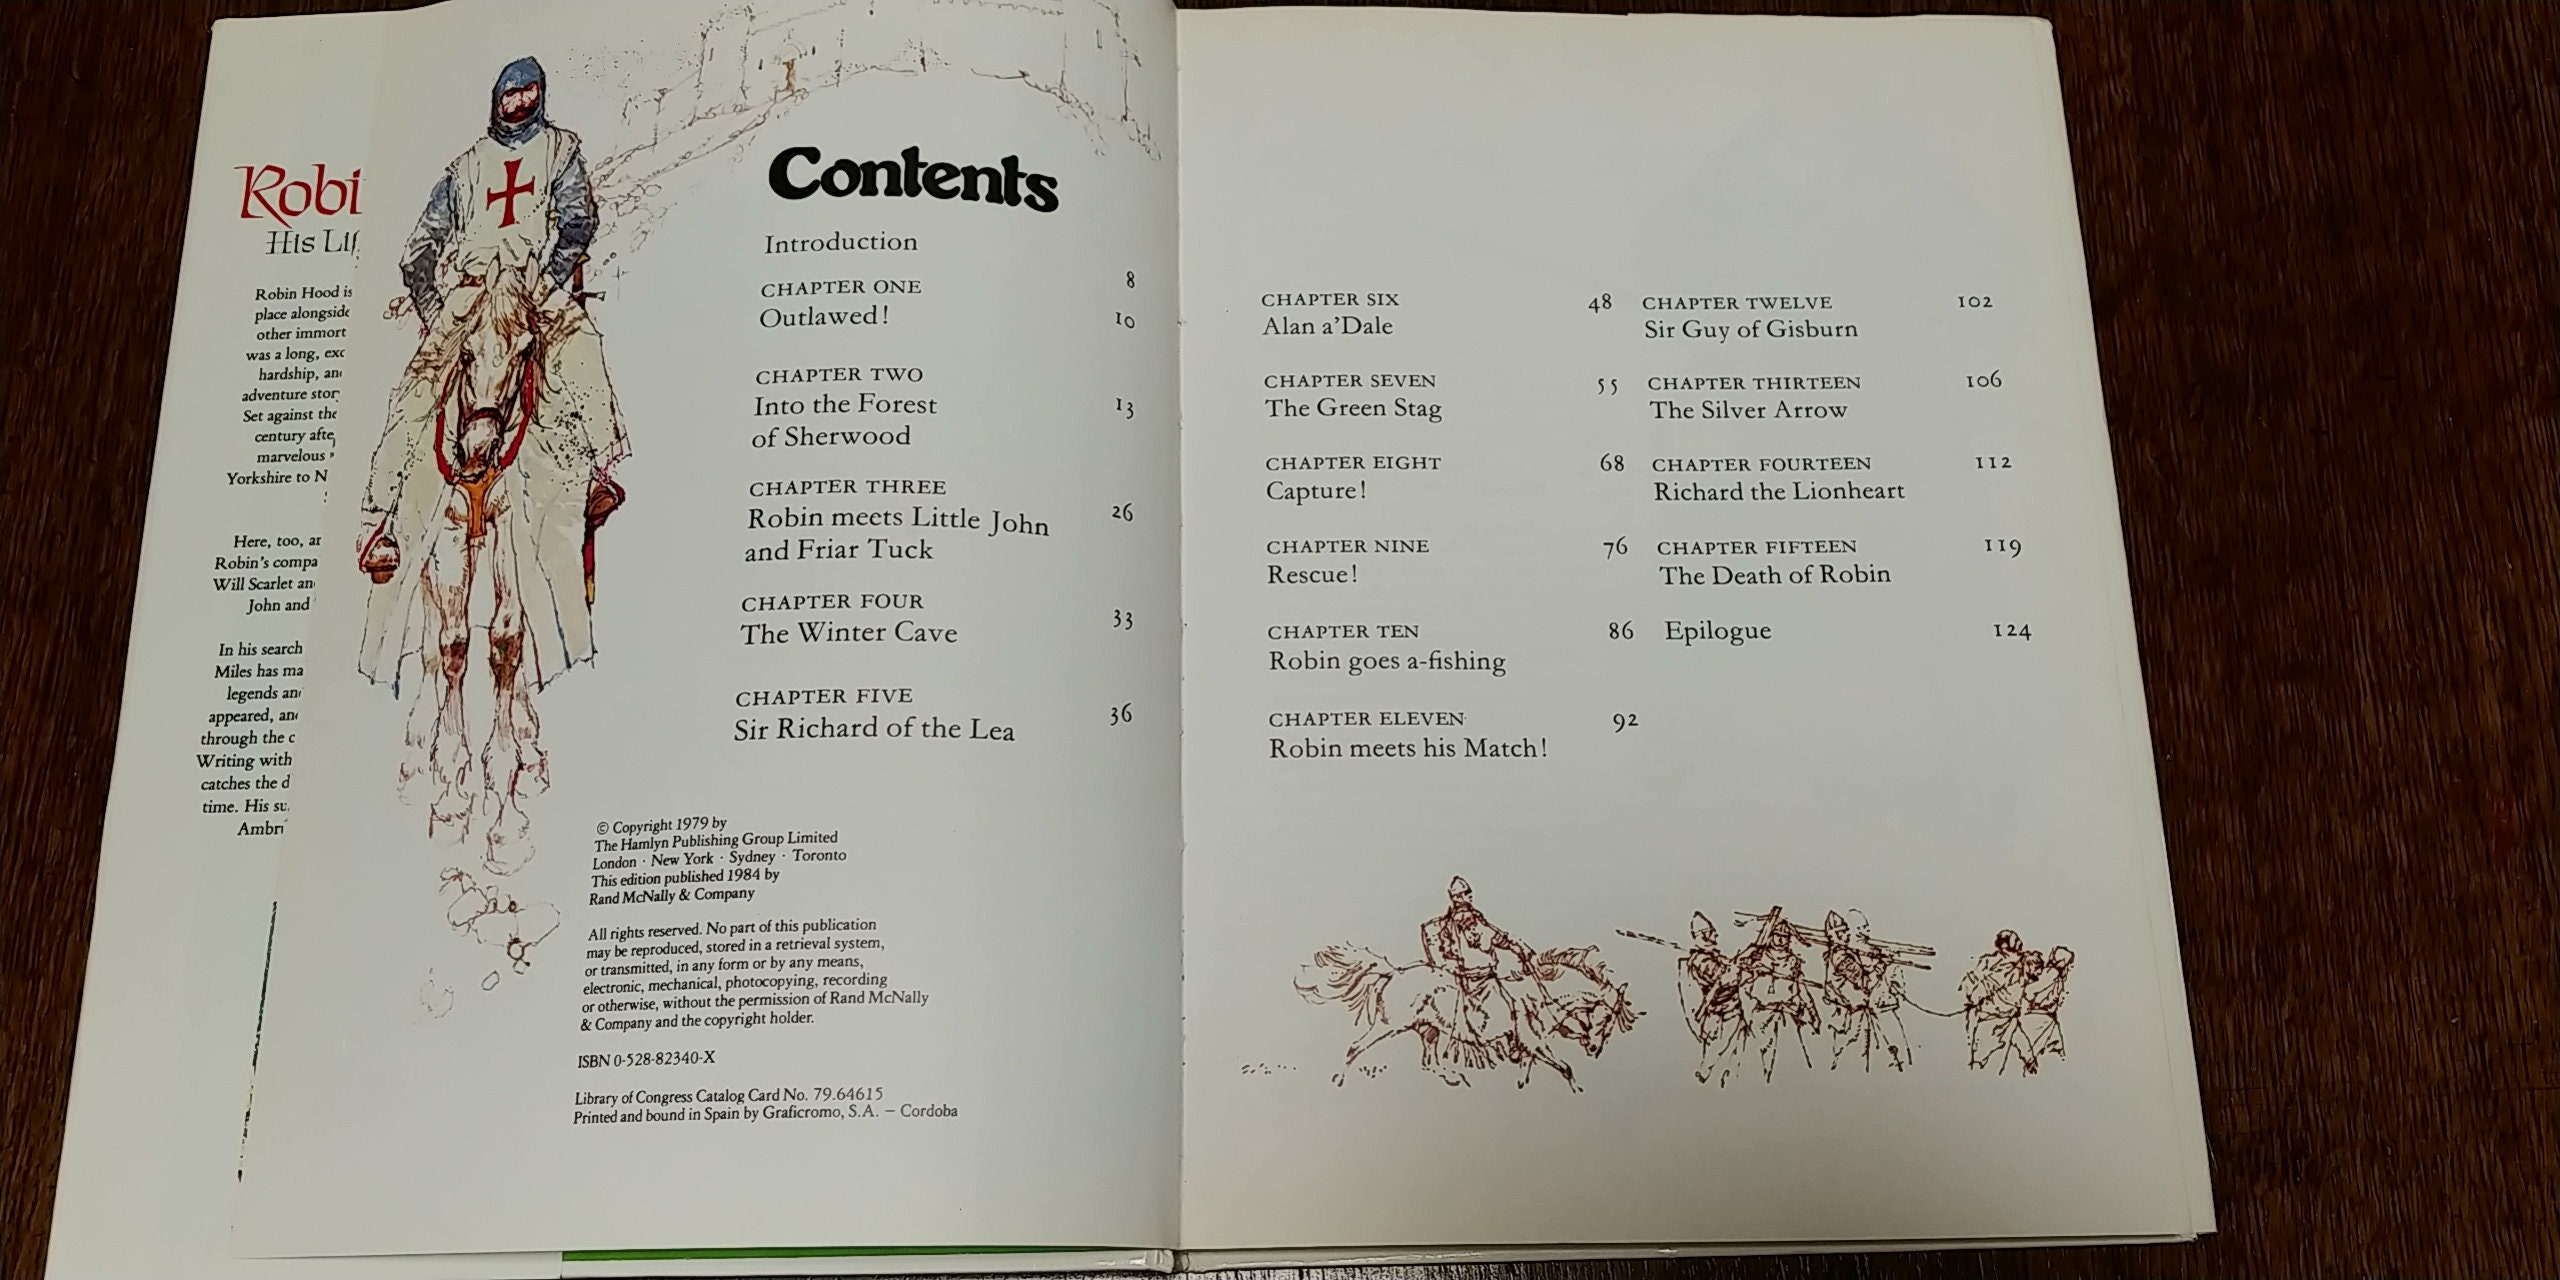 Robi
His Lif
Robin Hood is
place alongside
other immort
was a long, exc
hardship, and
adventure stor
Set against the
century afte
marvelous
Yorkshire to N
Here, too, ar
Robin's compa
Will Scarlet an
John and
In his search
Miles has ma
legends an
appeared, and
through the c
Writing with
catches the d
time. His su
Ambri
Contents
Introduction 8
CHAPTER ONE 10
Outlawed!
CHAPTER TWO
Into the Forest 13
of Sherwood
CHAPTER THREE
Robin meets Little John 26
and Friar Tuck
CHAPTER FOUR 33
The Winter Cave
CHAPTER FIVE 36
Sir Richard of the Lea
© Copyright 1979 by
The Hamlyn Publishing Group Limited
London · New York · Sydney · Toronto
This edition published 1984 by
Rand McNally & Company
All rights reserved. No part of this publication
may be reproduced, stored in a retrieval system,
or transmitted, in any form or by any means,
electronic, mechanical, photocopying, recording
or otherwise, without the permission of Rand McNally
& Company and the copyright holder.
ISBN 0-528-82340-X
Library of Congress Catalog Card No. 79.64615
Printed and bound in Spain by Graficromo, S.A. – Cordoba
CHAPTER SIX 48
Alan a'Dale
CHAPTER SEVEN 55
The Green Stag
CHAPTER EIGHT 68
Capture!
CHAPTER NINE 76
Rescue!
CHAPTER TEN 86
Robin goes a-fishing
CHAPTER ELEVEN 92
Robin meets his Match!
CHAPTER TWELVE 102
Sir Guy of Gisburn
CHAPTER THIRTEEN 106
The Silver Arrow
CHAPTER FOURTEEN 112
Richard the Lionheart
CHAPTER FIFTEEN 119
The Death of Robin
Epilogue 124